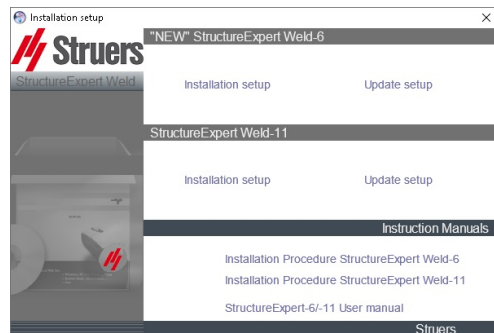 Installation setup
Struers
StructureExpert Weld
"NEW" StructureExpert Weld-6
Installation setup Update setup
StructureExpert Weld-11
Installation setup Update setup
Instruction Manuals
Installation Procedure StructureExpert Weld-6
Installation Procedure StructureExpert Weld-11
StructureExpert-6/-11 User manual
Struers